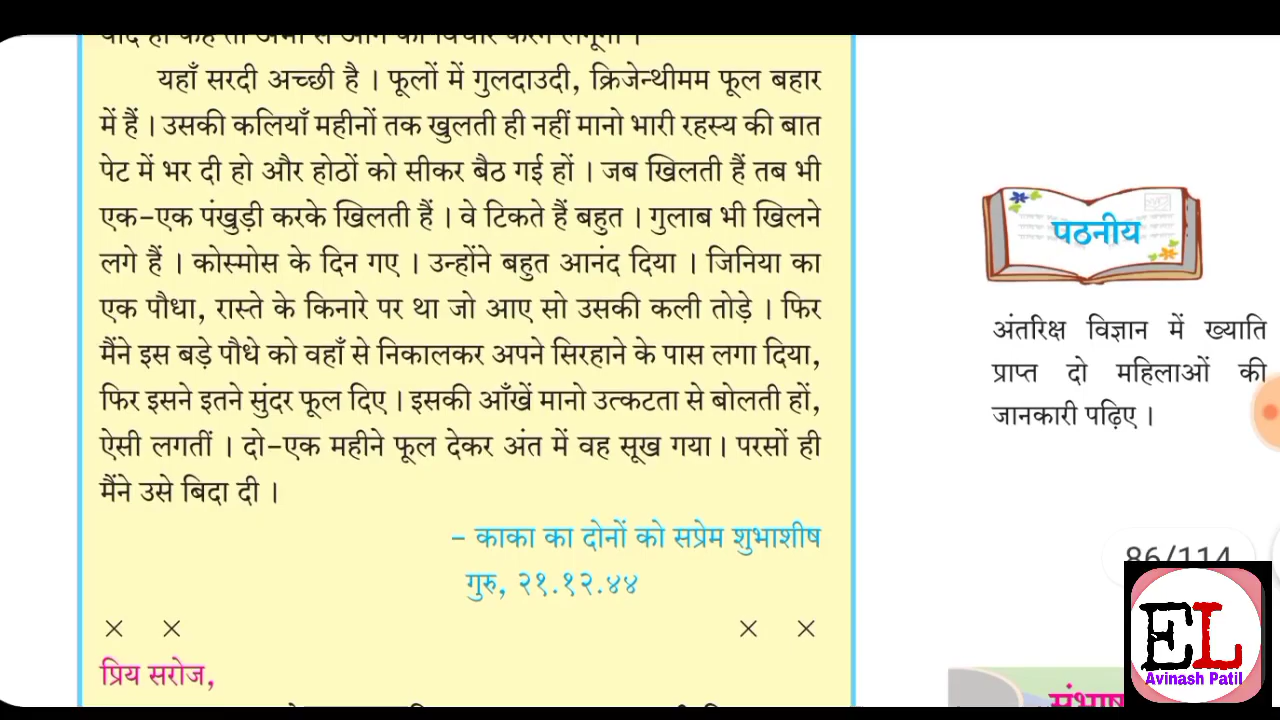 यहाँ सरदी अच्छी है । फूलों में गुलदाउदी, क्रिजेन्थीमम फूल बहार
में हैं । उसकी कलियाँ महीनों तक खुलती ही नहीं मानो भारी रहस्य की बात
पेट में भर दी हो और होठों को सीकर बैठ गई हों । जब खिलती हैं तब भी
एक-एक पंखुड़ी करके खिलती हैं । वे टिकते हैं बहुत । गुलाब भी खिलने
लगे हैं । कोस्मोस के दिन गए । उन्होंने बहुत आनंद दिया । जिनिया का
एक पौधा, रास्ते के किनारे पर था जो आए सो उसकी कली तोड़े । फिर
मैंने इस बड़े पौधे को वहाँ से निकालकर अपने सिरहाने के पास लगा दिया,
फिर इसने इतने सुंदर फूल दिए । इसकी आँखें मानो उत्कटता से बोलती हों,
ऐसी लगतीं । दो-एक महीने फूल देकर अंत में वह सूख गया । परसों ही
मैंने उसे बिदा दी ।
- काका का दोनों को सप्रेम शुभाशीष
गुरु, २१.१२.४४
× × × ×
प्रिय सरोज,
पठनीय
अंतरिक्ष विज्ञान में ख्याति
प्राप्त दो महिलाओं की
जानकारी पढ़िए ।
86/114
EL
Avinash Patil